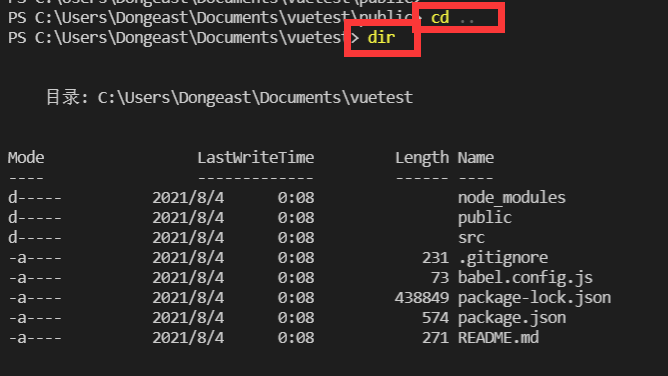 PS C:\Users\Dongeast\Documents\vuetest\public>
PS C:\Users\Dongeast\Documents\vuetest\public> cd ..
PS C:\Users\Dongeast\Documents\vuetest> dir
目录: C:\Users\Dongeast\Documents\vuetest
Mode LastWriteTime Length Name
---- ------------- ------ ----
d----- 2021/8/4 0:08 node_modules
d----- 2021/8/4 0:08 public
d----- 2021/8/4 0:08 src
-a---- 2021/8/4 0:08 231 .gitignore
-a---- 2021/8/4 0:08 73 babel.config.js
-a---- 2021/8/4 0:08 438849 package-lock.json
-a---- 2021/8/4 0:08 574 package.json
-a---- 2021/8/4 0:08 271 README.md